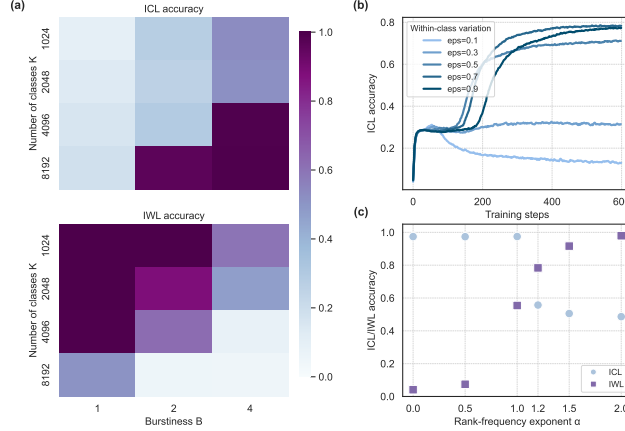 (a)
ICL accuracy
Number of classes K
1024
2048
4096
8192
IWL accuracy
Number of classes K
1024
2048
4096
8192
1
2
4
Burstiness B
1.0
0.8
0.6
0.4
0.2
0.0
(b)
ICL accuracy
0.8
0.6
0.4
0.2
Within-class variation
eps=0.1
eps=0.3
eps=0.5
eps=0.7
eps=0.9
0
200
400
Training steps
(c)
ICL/IWL accuracy
1.0
0.8
0.6
0.4
0.2
0.0
ICL
IWL
0.0
0.5
1.0
1.2
1.5
2.0
Rank-frequency exponent α